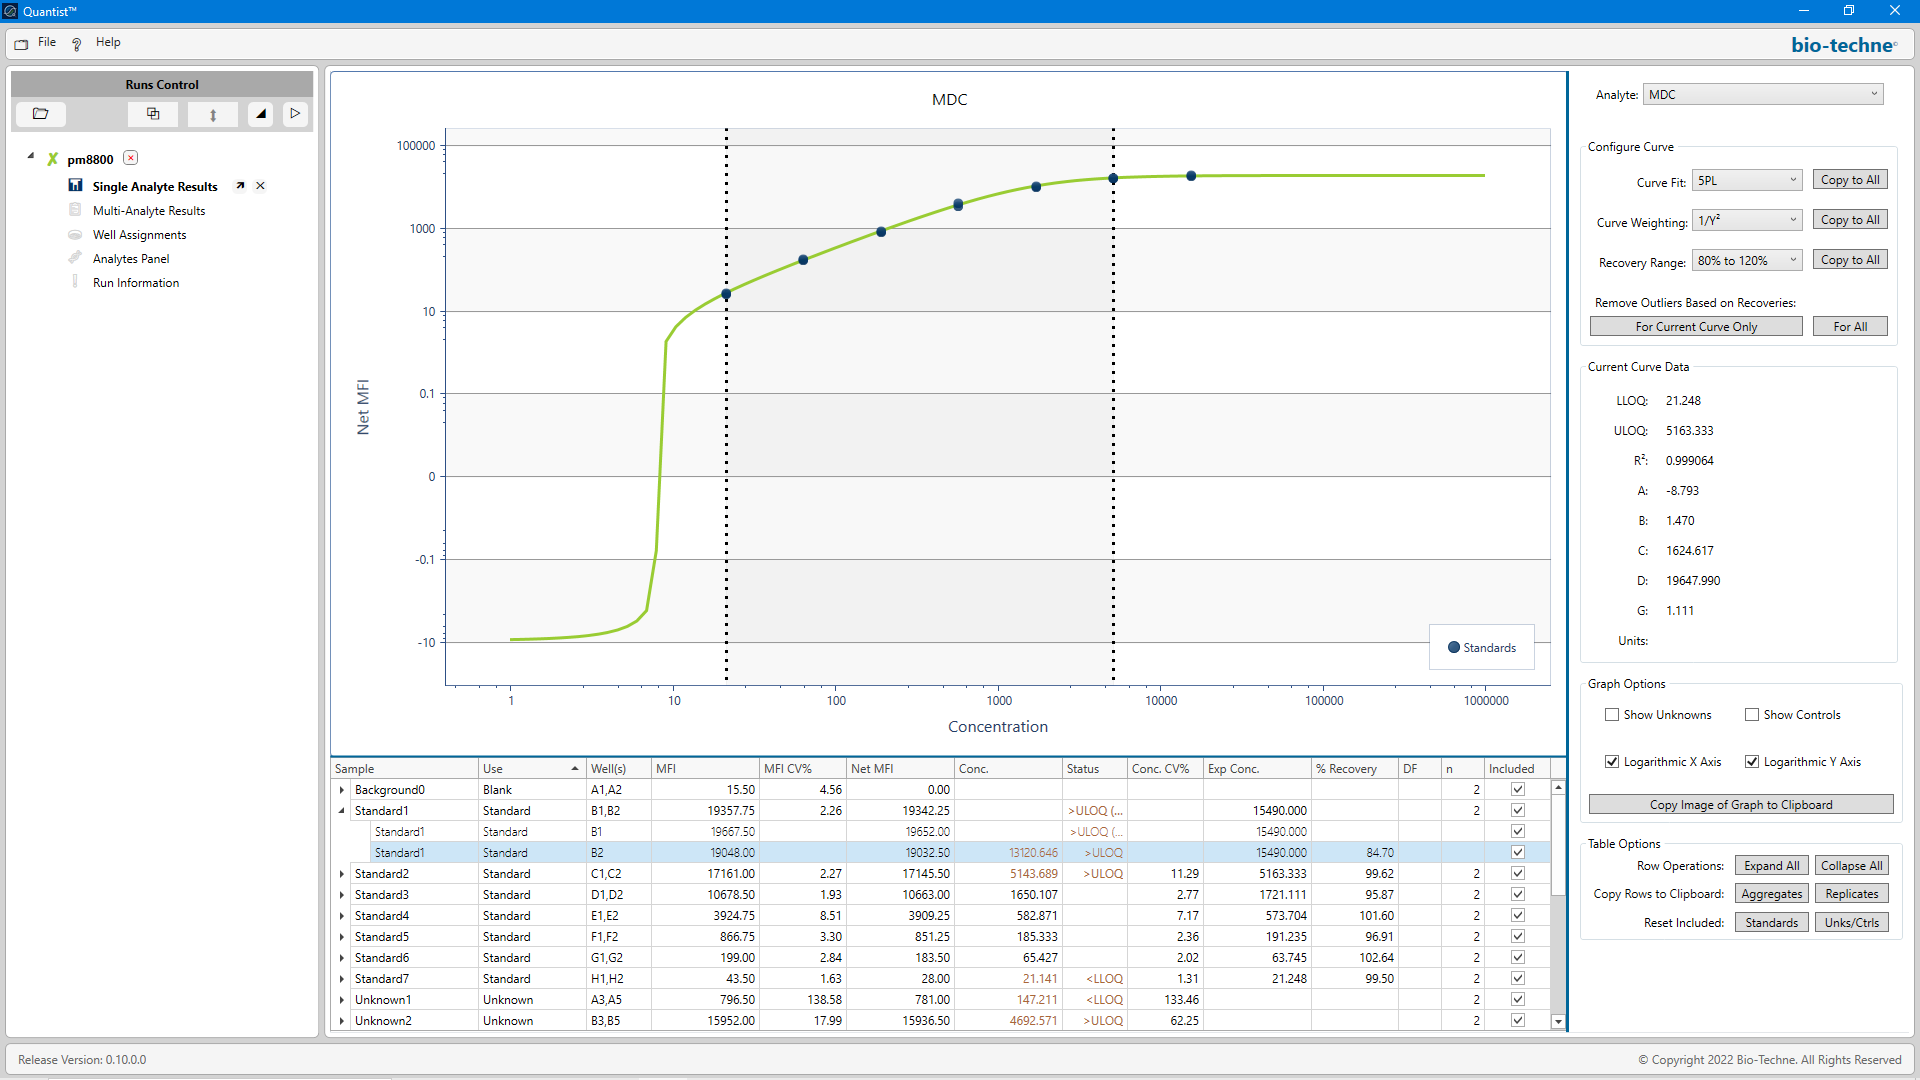 Quantist™
File
Help
bio-techne
Runs Control
pm8800
Single Analyte Results
Multi-Analyte Results
Well Assignments
Analytes Panel
Run Information
MDC
Net MFI
100000
1000
10
0.1
0
-0.1
-10
1 10 100 1000 10000 100000 1000000
Concentration
Standards
Sample Use Well(s) MFI MFI CV% Net MFI Conc. Status Conc. CV% Exp Conc. % Recovery DF n Included
Background0 Blank A1,A2 15.50 4.56 0.00 2
Standard1 Standard B1,B2 19357.75 2.26 19342.25 >ULOQ (... 15490.000 2
Standard1 Standard B1 19667.50 19652.00 >ULOQ (... 15490.000
Standard1 Standard B2 19048.00 19032.50 13120.646 >ULOQ 15490.000 84.70
Standard2 Standard C1,C2 17161.00 2.27 17145.50 5143.689 >ULOQ 11.29 5163.333 99.62 2
Standard3 Standard D1,D2 10678.50 1.93 10663.00 1650.107 2.77 1721.111 95.87 2
Standard4 Standard E1,E2 3924.75 8.51 3909.25 582.871 7.17 573.704 101.60 2
Standard5 Standard F1,F2 866.75 3.30 851.25 185.333 2.36 191.235 96.91 2
Standard6 Standard G1,G2 199.00 2.84 183.50 65.427 2.02 63.745 102.64 2
Standard7 Standard H1,H2 43.50 1.63 28.00 21.141 <LLOQ 1.31 21.248 99.50 2
Unknown1 Unknown A3,A5 796.50 138.58 781.00 147.211 <LLOQ 133.46 2
Unknown2 Unknown B3,B5 15952.00 17.99 15936.50 4692.571 >ULOQ 62.25 2
Analyte: MDC
Configure Curve
Curve Fit: 5PL Copy to All
Curve Weighting: 1/Y² Copy to All
Recovery Range: 80% to 120% Copy to All
Remove Outliers Based on Recoveries:
For Current Curve Only For All
Current Curve Data
LLOQ: 21.248
ULOQ: 5163.333
R²: 0.999064
A: -8.793
B: 1.470
C: 1624.617
D: 19647.990
G: 1.111
Units:
Graph Options
Show Unknowns Show Controls
Logarithmic X Axis Logarithmic Y Axis
Copy Image of Graph to Clipboard
Table Options
Row Operations: Expand All Collapse All
Copy Rows to Clipboard: Aggregates Replicates
Reset Included: Standards Unks/Ctrls
Release Version: 0.10.0.0
© Copyright 2022 Bio-Techne. All Rights Reserved